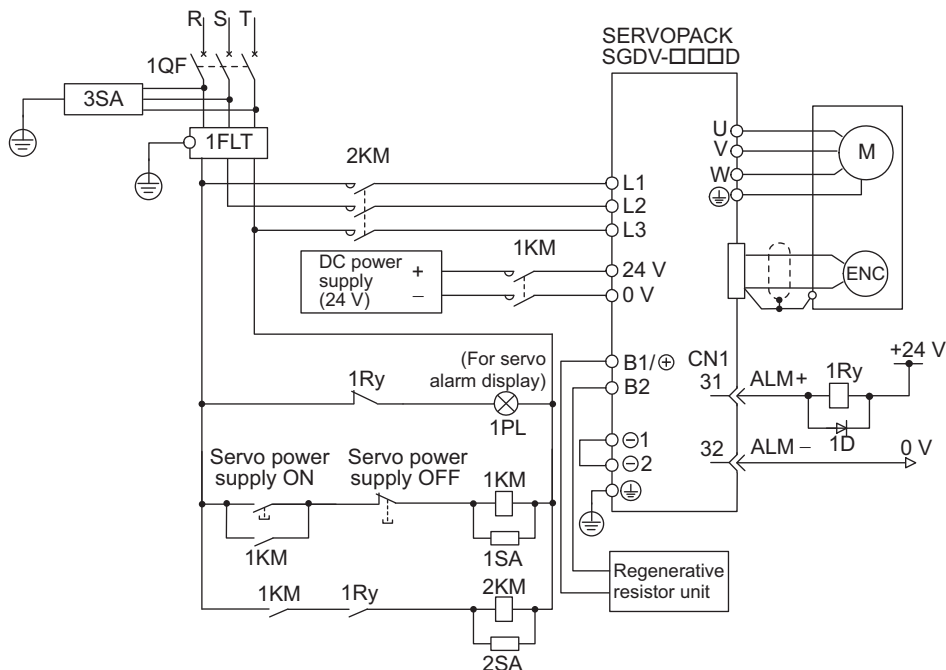 R S T
SERVOPACK
SGDV-□□□D
1QF
3SA
1FLT
2KM
U
V
W
M
L1
L2
L3
1KM
DC power
supply
(24 V)
+
−
24 V
0 V
ENC
B1/⊕
B2
CN1
+24 V
(For servo
alarm display)
1Ry
1PL
31
ALM+
1Ry
1D
⊖1
⊖2
32
ALM−
0 V
Servo power
supply ON
Servo power
supply OFF
1KM
1KM
1SA
Regenerative
resistor unit
1KM
1Ry
2KM
2SA